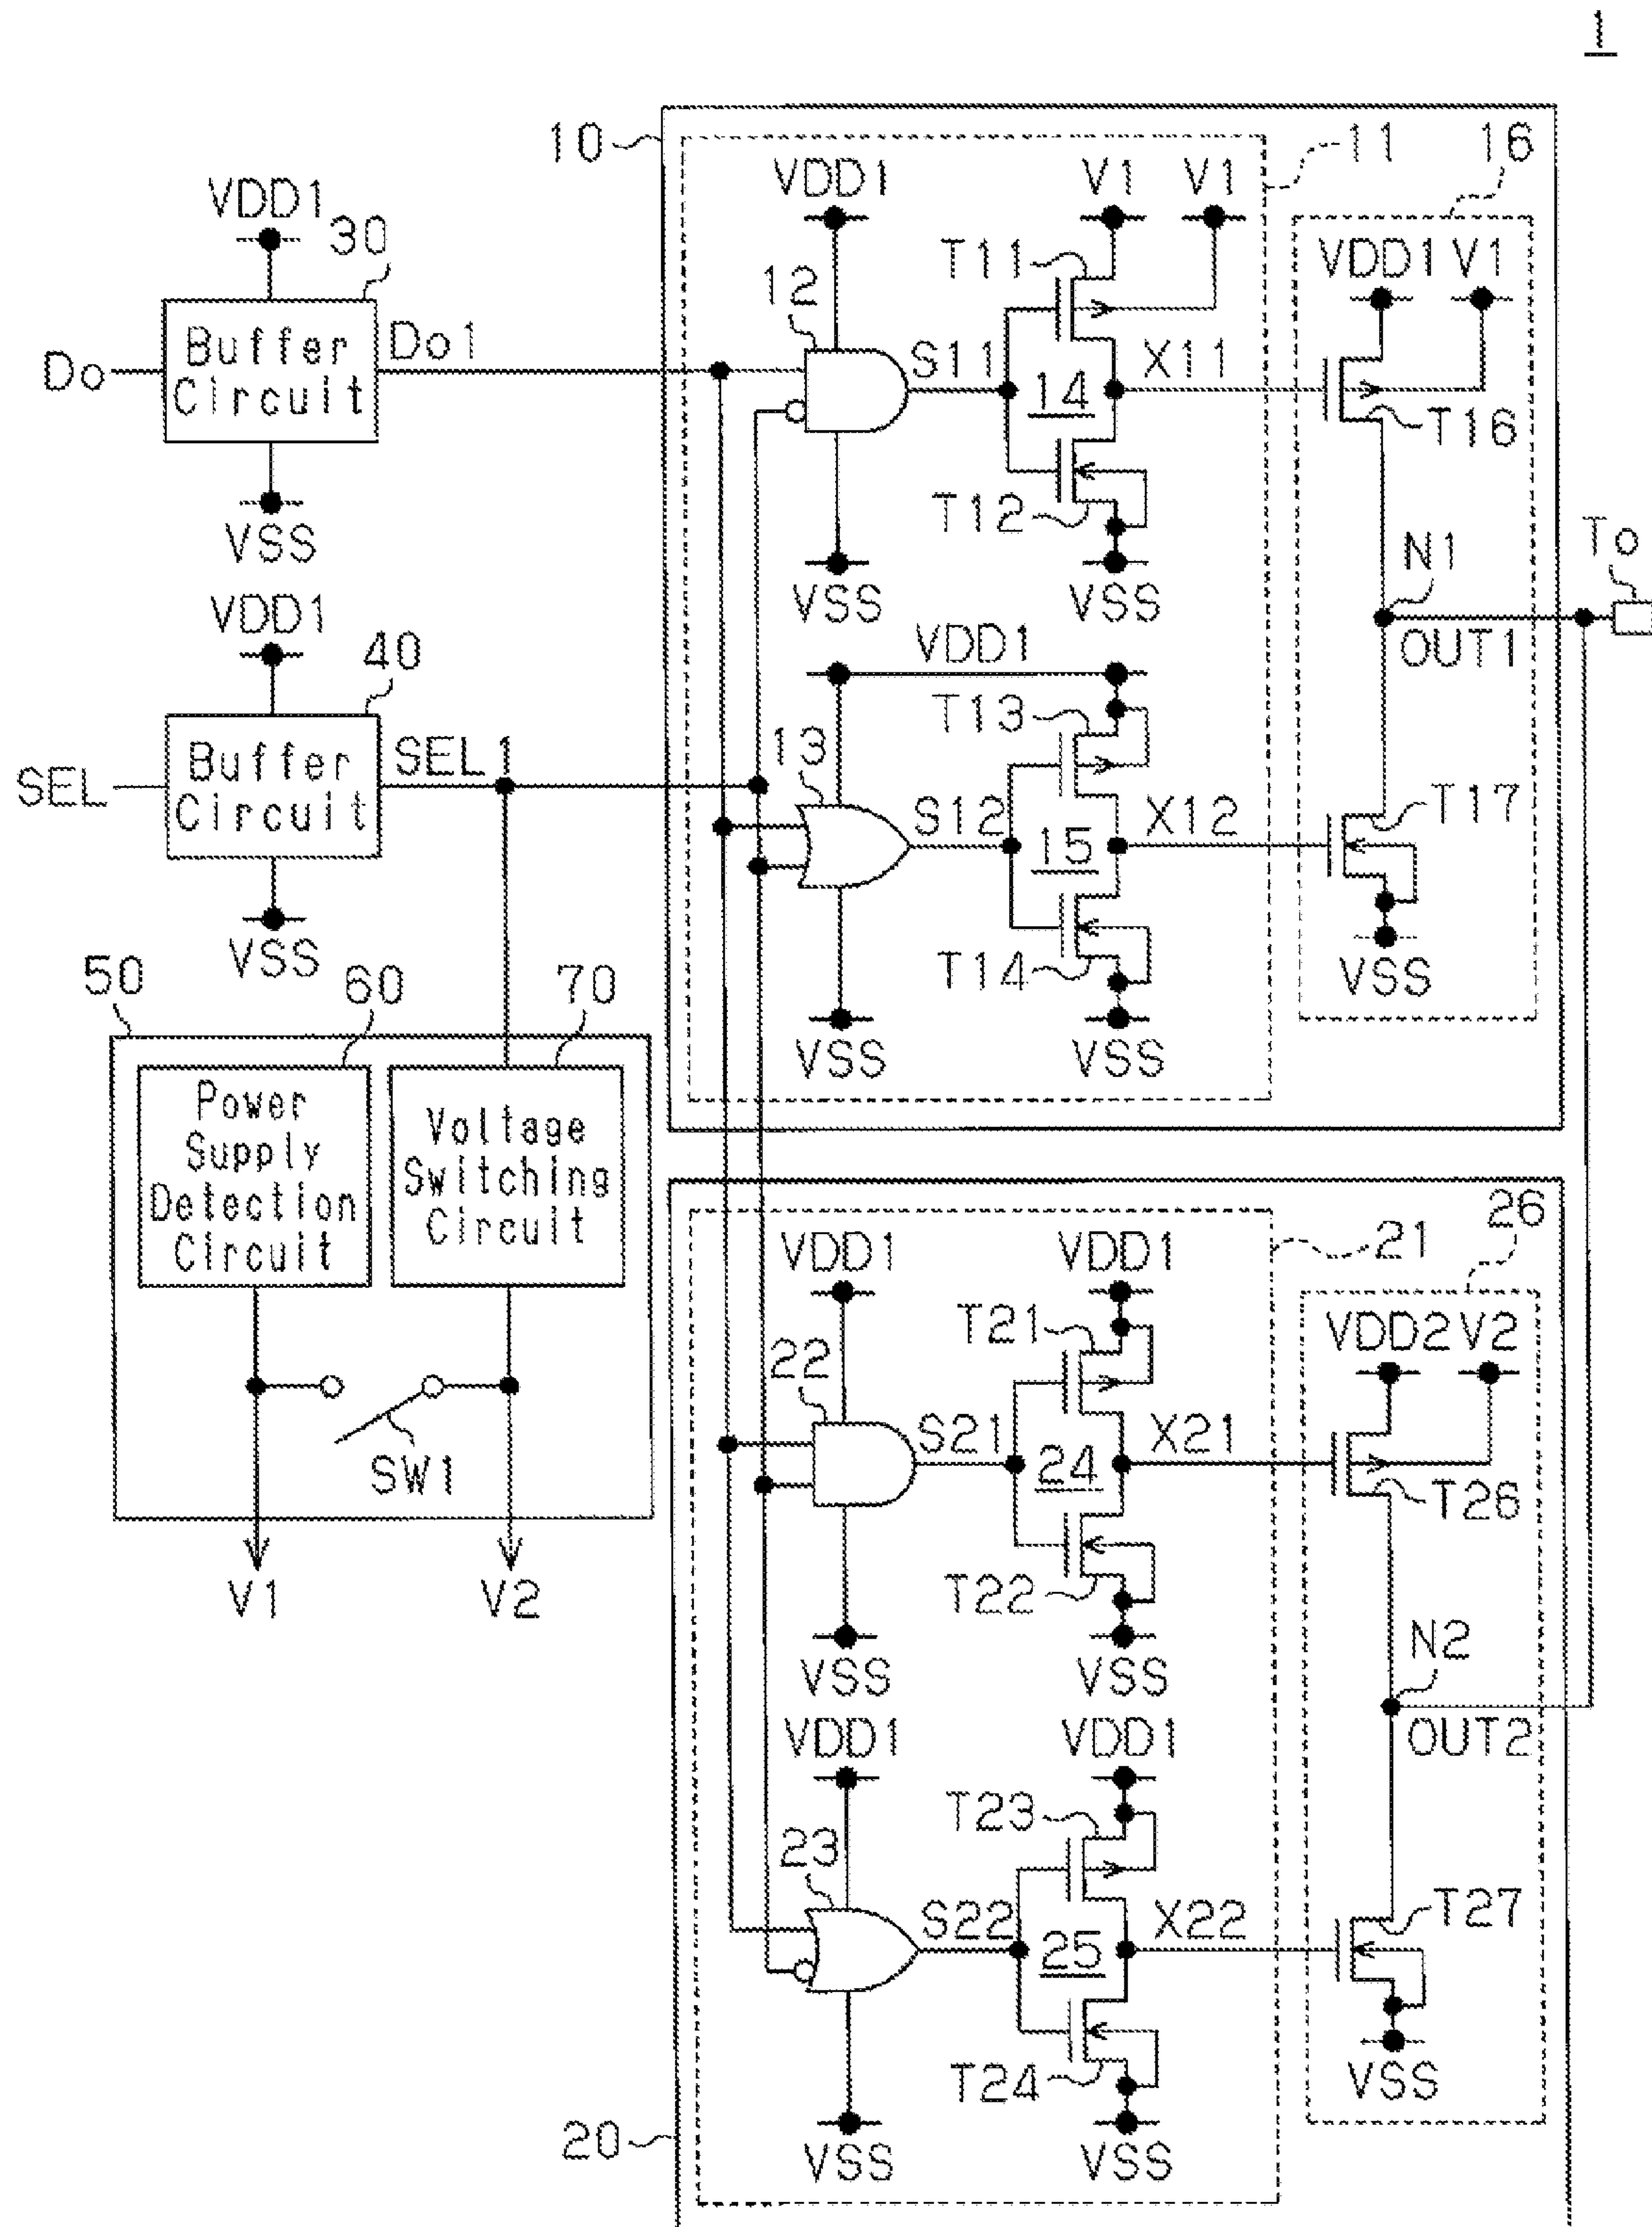 1
10
11
16
VDD1
30
Buffer
Circuit
Do
Do1
VSS
VDD1
V1
V1
T11
12
S11
14
X11
T12
VSS
VSS
VDD1
V1
T16
N1
To
OUT1
VDD1
40
Buffer
Circuit
SEL
SEL1
VSS
VDD1
T13
13
S12
15
X12
T14
VSS
VSS
T17
VSS
50
60
70
Power
Supply
Detection
Circuit
Voltage
Switching
Circuit
SW1
V1
V2
21
26
VDD1
VDD1
T21
22
S21
24
X21
T22
VSS
VSS
VDD2
V2
T26
N2
OUT2
VDD1
VDD1
T23
23
S22
25
X22
T24
VSS
VSS
T27
VSS
20